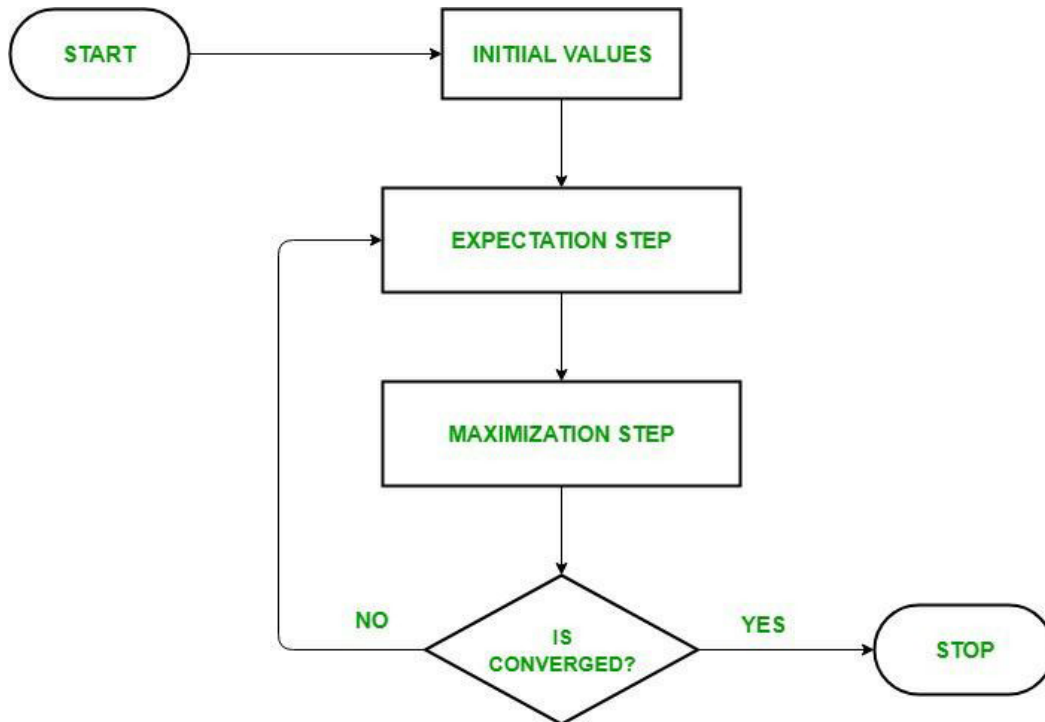 START
INITIIAL VALUES
EXPECTATION STEP
MAXIMIZATION STEP
NO
IS
CONVERGED?
YES
STOP